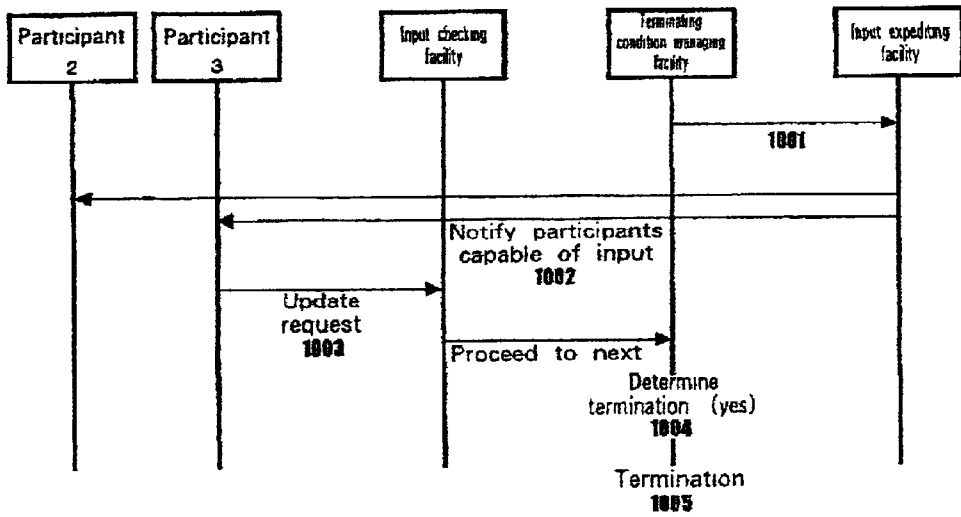 Participant
2
Participant
3
Input checking
facility
Terminating
condition managing
facility
Input expediting
facility
1001
Notify participants
capable of input
1002
Update
request
1003
Proceed to next
Determine
termination (yes)
1004
Termination
1005